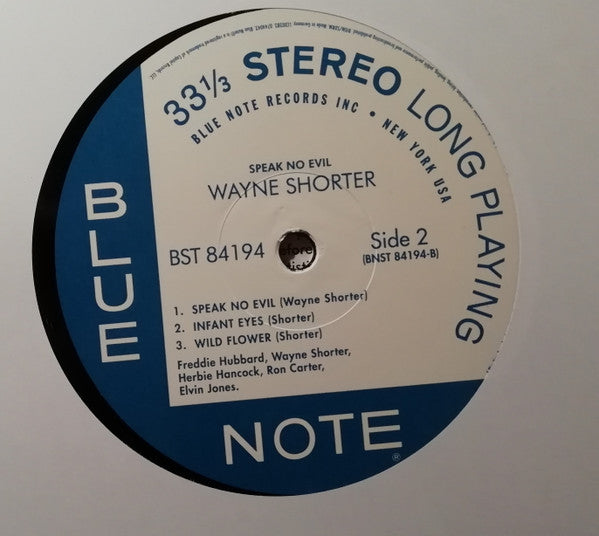 33⅓ STEREO LONG PLAYING
BLUE NOTE RECORDS INC • NEW YORK USA
SPEAK NO EVIL
WAYNE SHORTER
BST 84194
Side 2
(BNST 84194-B)
1. SPEAK NO EVIL (Wayne Shorter)
2. INFANT EYES (Shorter)
3. WILD FLOWER (Shorter)
Freddie Hubbard, Wayne Shorter,
Herbie Hancock, Ron Carter,
Elvin Jones.
BLUE
NOTE
®